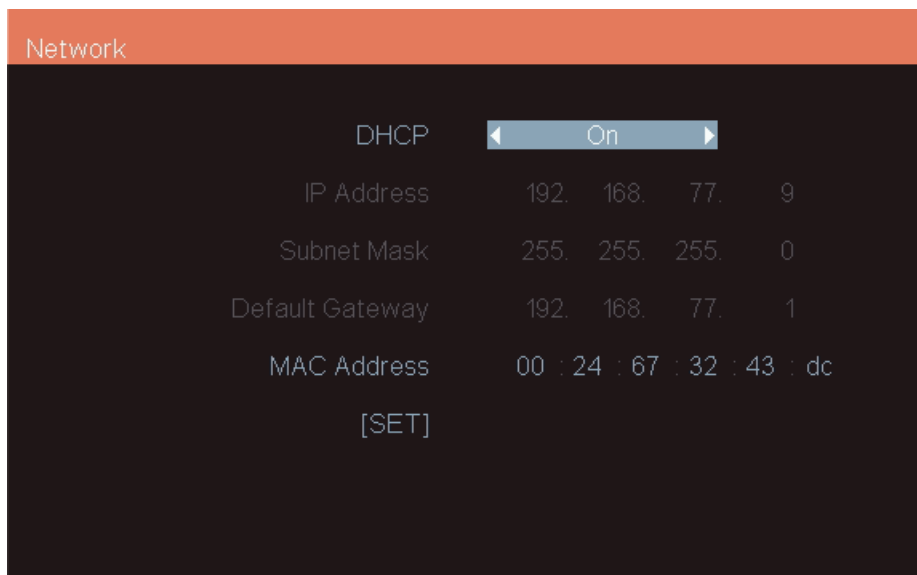 Network
DHCP On
IP Address 192. 168. 77. 9
Subnet Mask 255. 255. 255. 0
Default Gateway 192. 168. 77. 1
MAC Address 00 : 24 : 67 : 32 : 43 : dc
[SET]